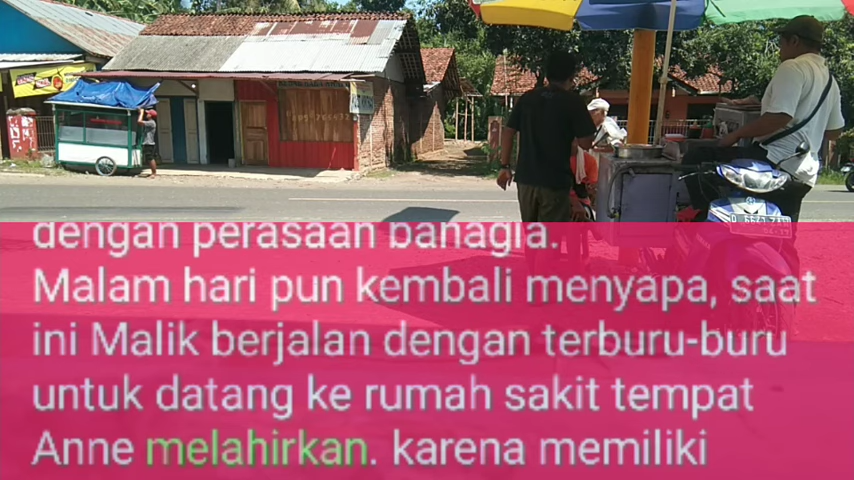 dengan perasaan bahagia.
Malam hari pun kembali menyapa, saat
ini Malik berjalan dengan terburu-buru
untuk datang ke rumah sakit tempat
Anne melahirkan. karena memiliki